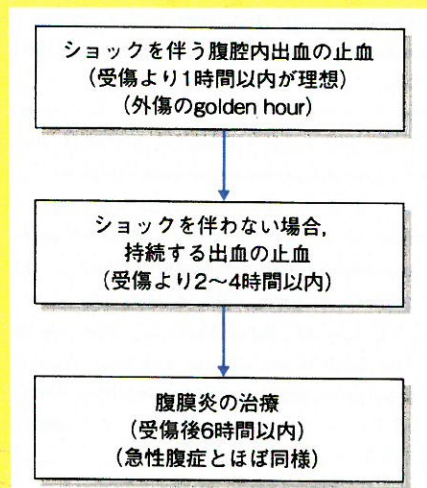 ショックを伴う腹腔内出血の止血
(受傷より1時間以内が理想)
(外傷のgolden hour)
ショックを伴わない場合,
持続する出血の止血
(受傷より2〜4時間以内)
腹膜炎の治療
(受傷後6時間以内)
(急性腹症とほぼ同様)